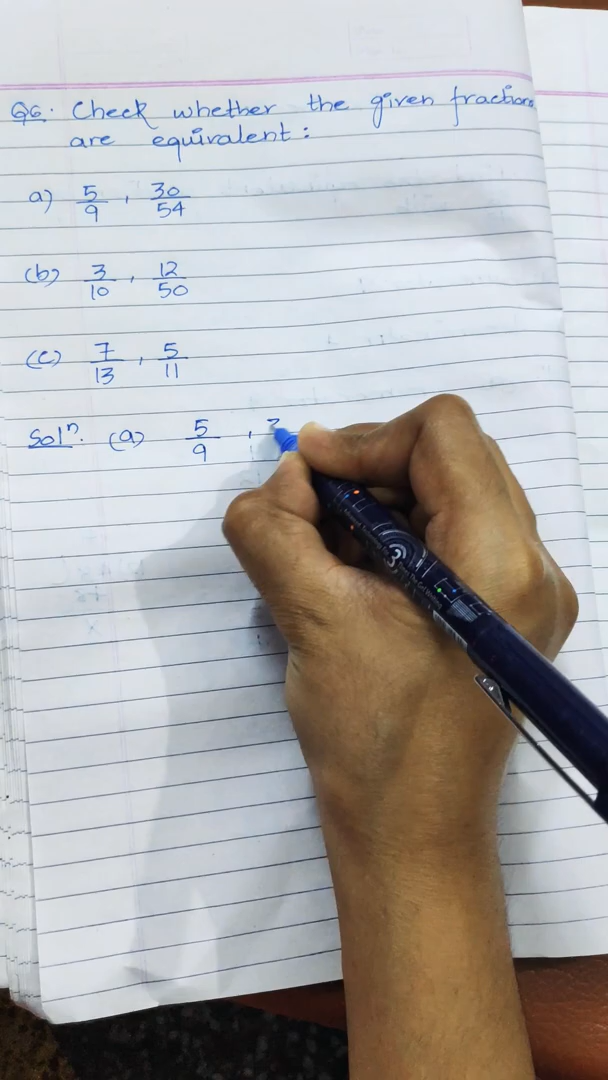 Q6. Check whether the given fractions
are equivalent:
a) 5/9 , 30/54
(b) 3/10 , 12/50
(c) 7/13 , 5/11
Solⁿ. (a) 5/9 , 3